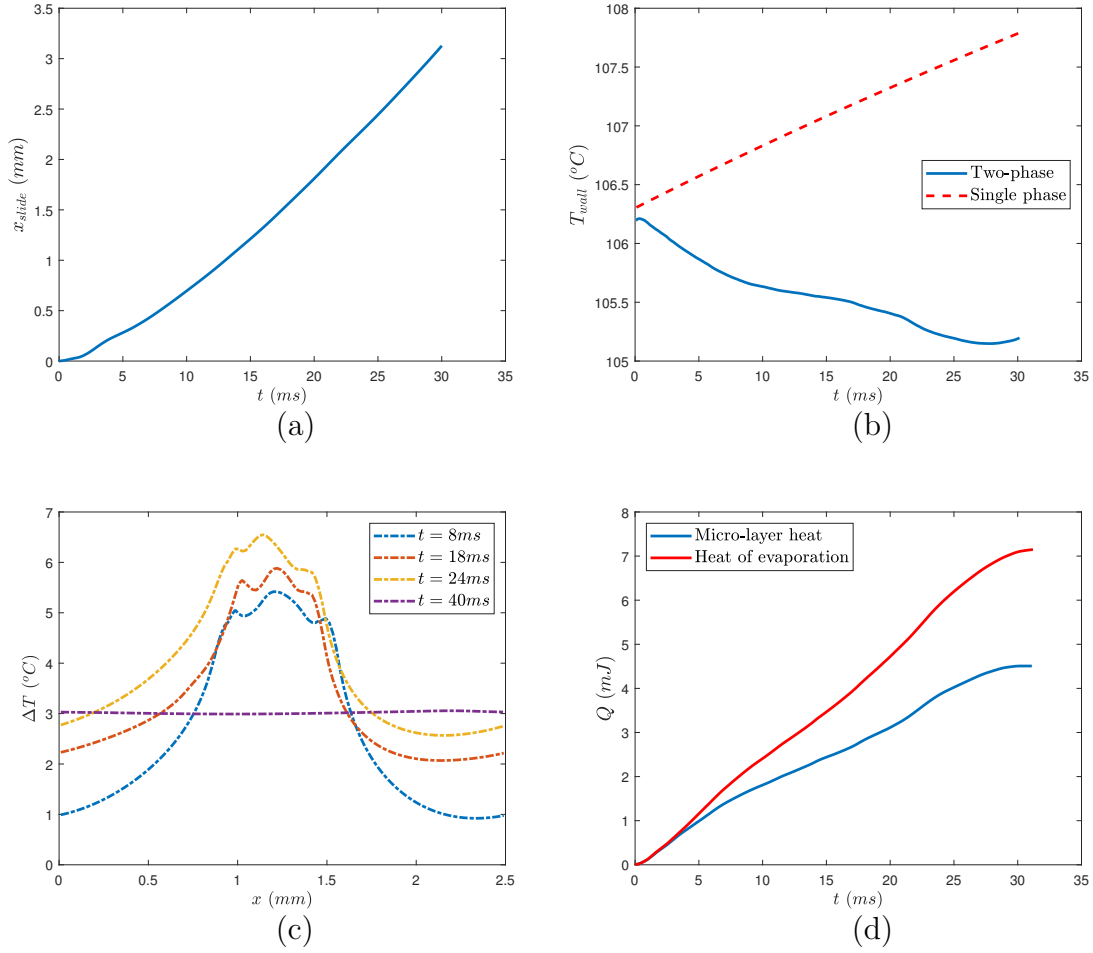 3.5
3
2.5
2
1.5
1
0.5
0
0 5 10 15 20 25 30 35
x_slide (mm)
t (ms)
(a)
108
107.5
107
106.5
106
105.5
105
0 5 10 15 20 25 30 35
T_wall (°C)
t (ms)
Two-phase
Single phase
(b)
7
6
5
4
3
2
1
0
0 0.5 1 1.5 2 2.5
ΔT (°C)
x (mm)
t = 8ms
t = 18ms
t = 24ms
t = 40ms
(c)
8
7
6
5
4
3
2
1
0
0 5 10 15 20 25 30 35
Q (mJ)
t (ms)
Micro-layer heat
Heat of evaporation
(d)